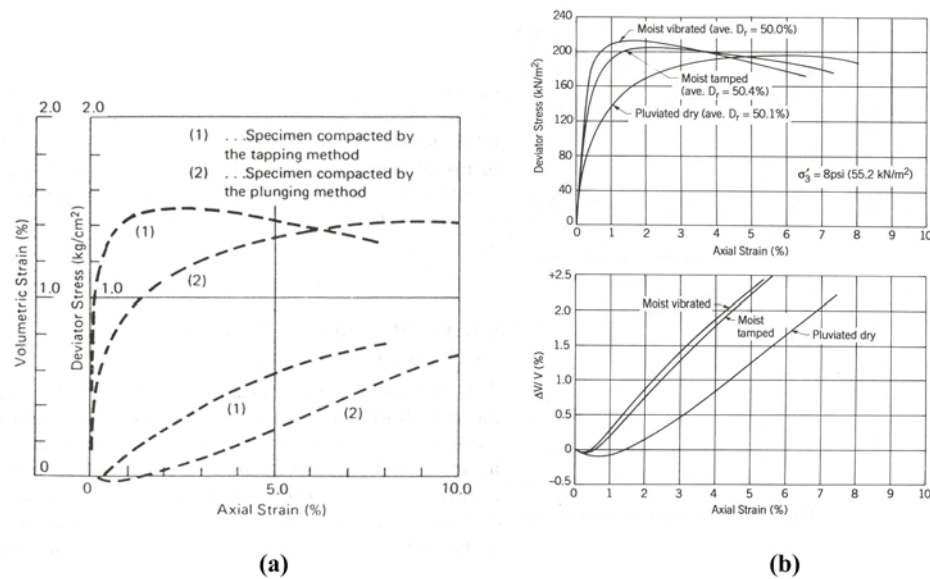 2.0
2.0
(1) ...Specimen compacted by
the tapping method
(2) ...Specimen compacted by
the plunging method
Volumetric Strain (%)
Deviator Stress (kg/cm²)
(1)
(2)
1.0
1.0
(1)
(2)
0
0
5.0
10.0
Axial Strain (%)
(a)
240
200
160
120
80
40
0
Deviator Stress (kN/m²)
Moist vibrated (ave. Dr = 50.0%)
Moist tamped
(ave. Dr = 50.4%)
Pluviated dry (ave. Dr = 50.1%)
σ₃′ = 8psi (55.2 kN/m²)
0 1 2 3 4 5 6 7 8 9 10
Axial Strain (%)
+2.5
2.0
1.5
1.0
0.5
0
−0.5
ΔV/V (%)
Moist vibrated
Moist
tamped
Pluviated dry
0 1 2 3 4 5 6 7 8 9 10
Axial Strain (%)
(b)